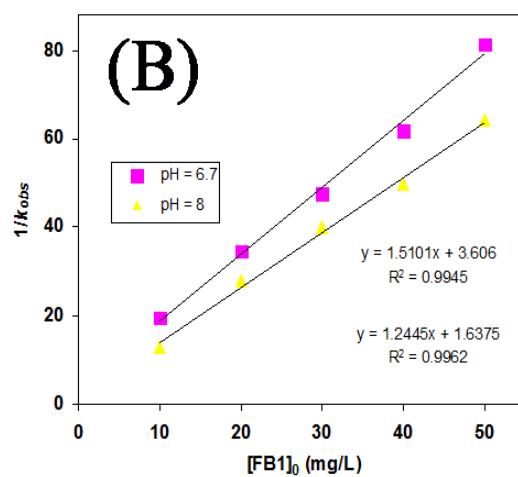 (B)
80
60
40
20
0
1/kobs
pH = 6.7
pH = 8
y = 1.5101x + 3.606
R² = 0.9945
y = 1.2445x + 1.6375
R² = 0.9962
0 10 20 30 40 50
[FB1]₀ (mg/L)